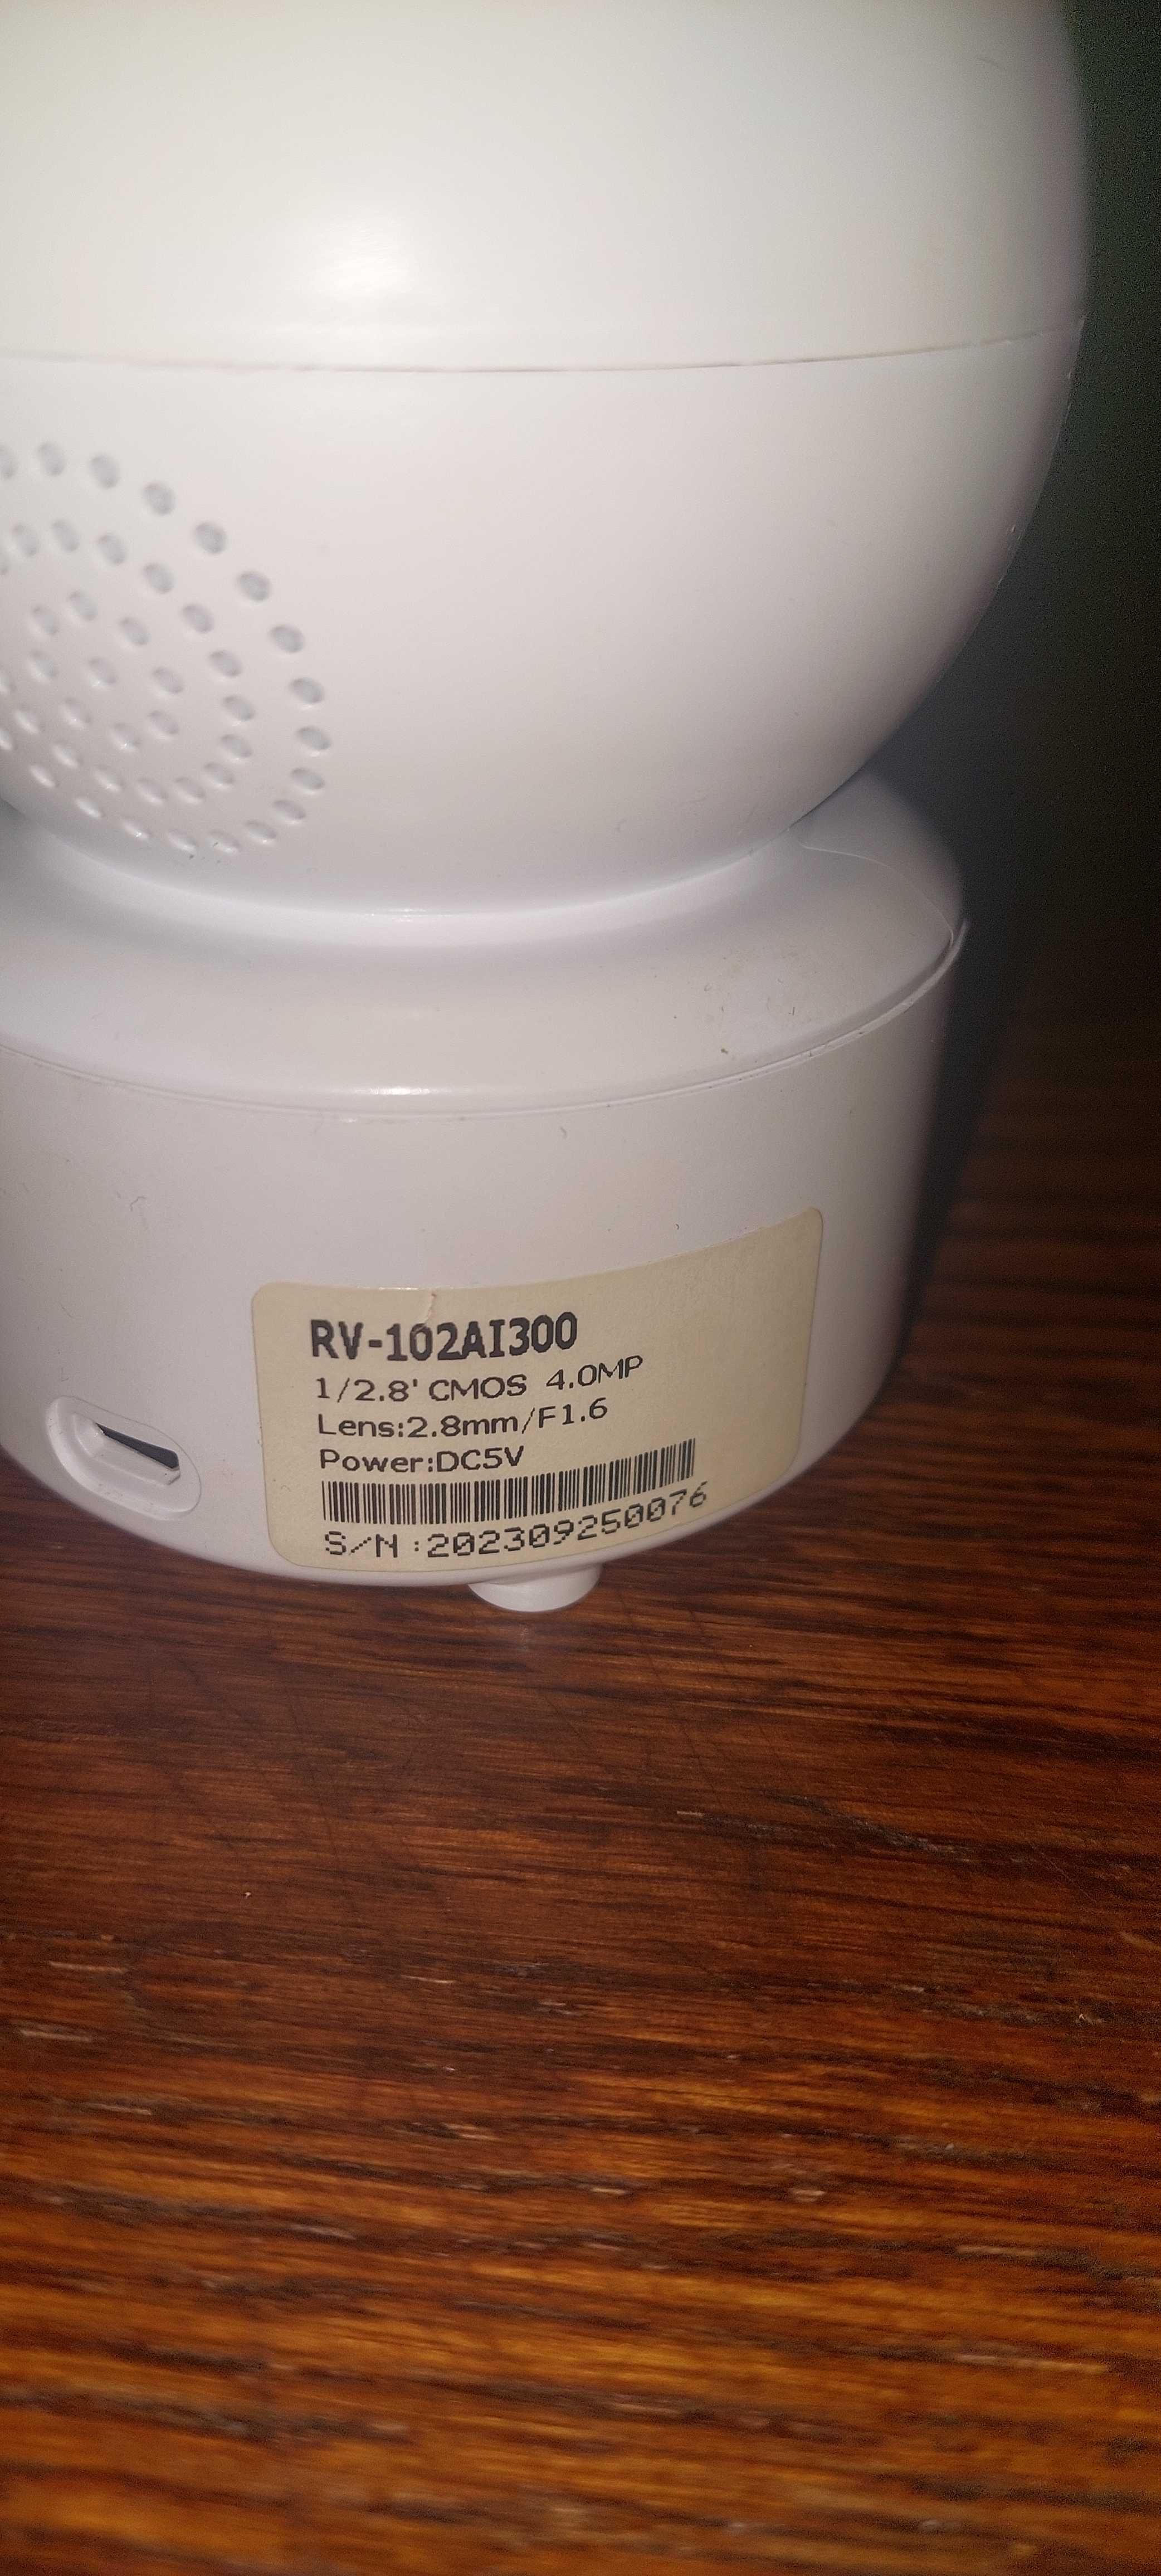 RV-102AI300
1/2.8' CMOS 4.0MP
Lens:2.8mm/F1.6
Power:DC5V
S/N:202309250076